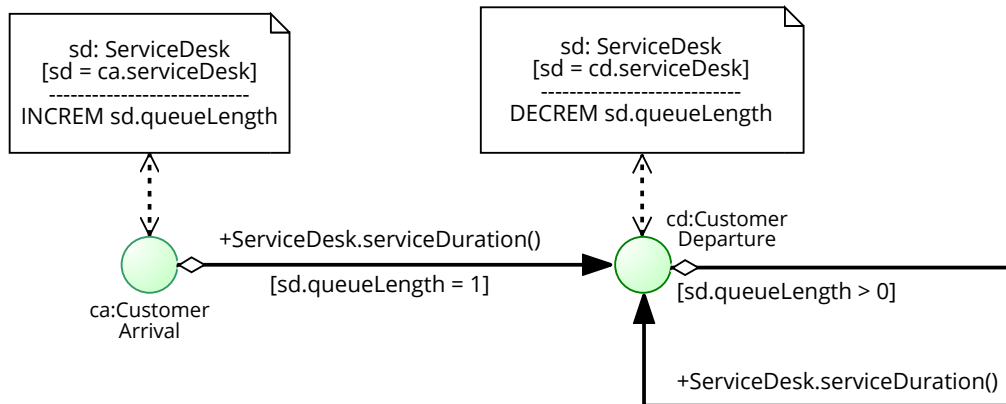 sd: ServiceDesk
[sd = ca.serviceDesk]
----------------------------
INCREM sd.queueLength
sd: ServiceDesk
[sd = cd.serviceDesk]
----------------------------
DECREM sd.queueLength
+ServiceDesk.serviceDuration()
[sd.queueLength = 1]
ca:Customer
Arrival
cd:Customer
Departure
[sd.queueLength > 0]
+ServiceDesk.serviceDuration()